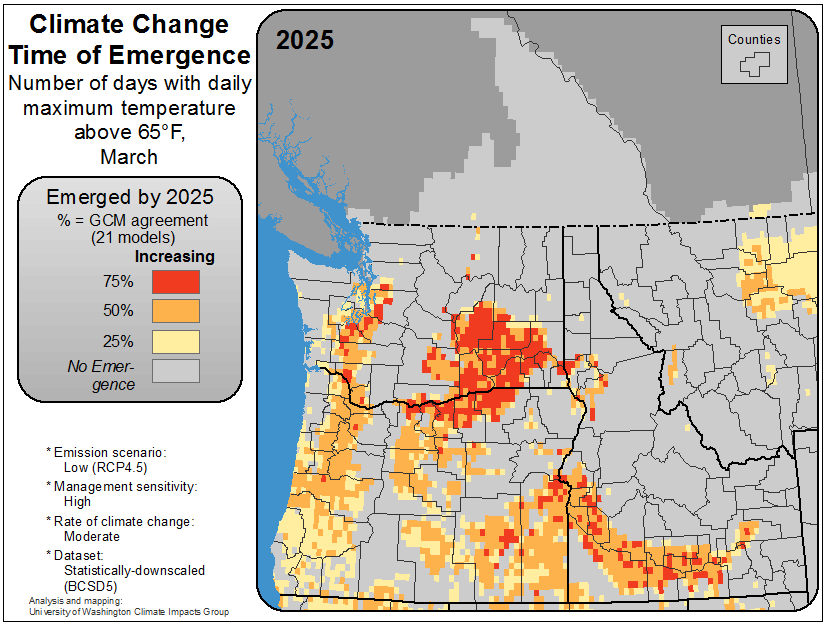 Climate Change
Time of Emergence
Number of days with daily
maximum temperature
above 65°F,
March
Emerged by 2025
% = GCM agreement
(21 models)
Increasing
75%
50%
25%
No Emer-
gence
* Emission scenario:
Low (RCP4.5)
* Management sensitivity:
High
* Rate of climate change:
Moderate
* Dataset:
Statistically-downscaled
(BCSD5)
Analysis and mapping:
University of Washington Climate Impacts Group
2025
Counties